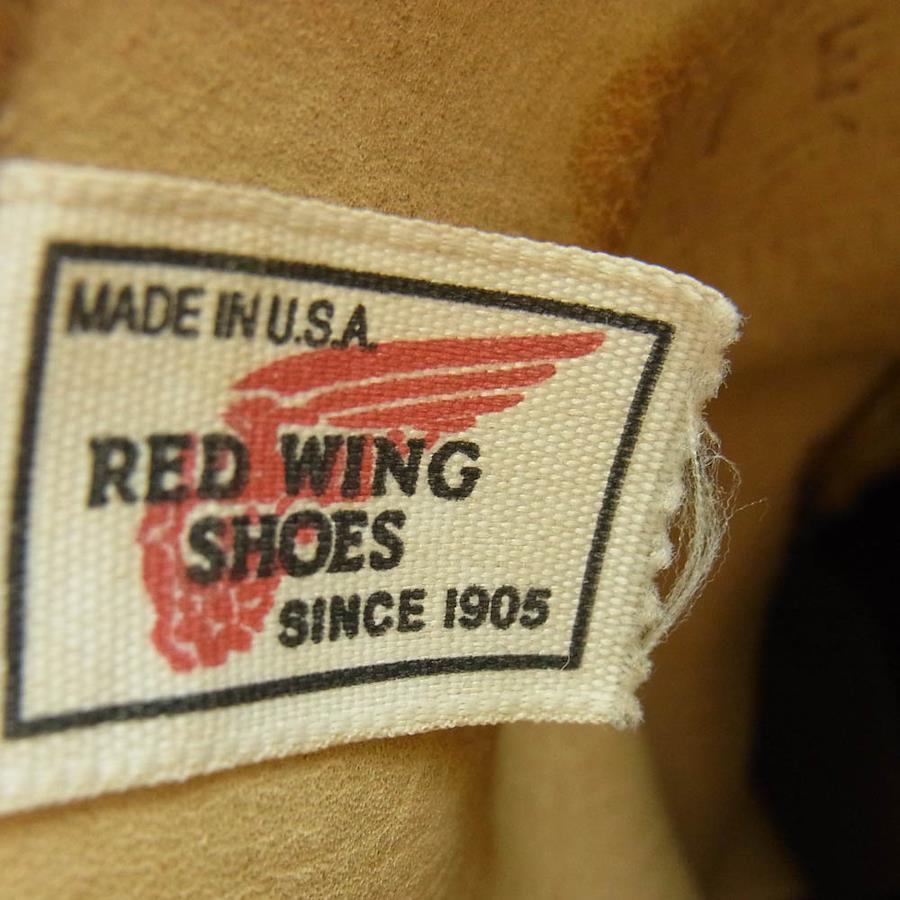 MADE IN U.S.A.
RED WING
SHOES
SINCE 1905